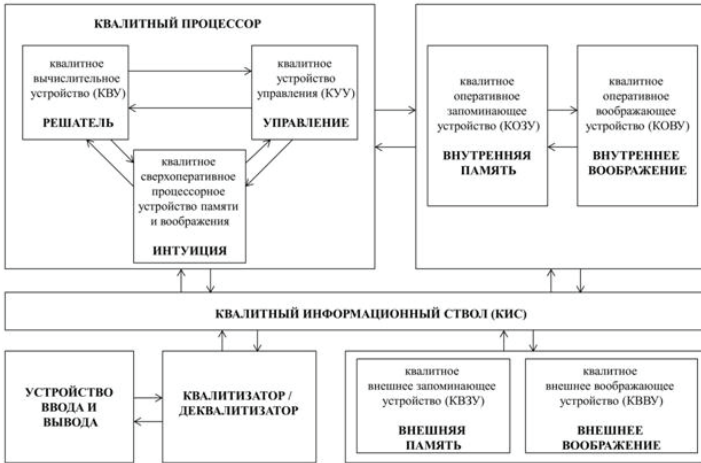 КВАЛИТНЫЙ ПРОЦЕССОР
квалитное
вычислительное
устройство (КВУ)
РЕШАТЕЛЬ
квалитное
устройство
управления (КУУ)
УПРАВЛЕНИЕ
квалитное
сверхоперативное
процессорное
устройство памяти
и воображения
ИНТУИЦИЯ
квалитное
оперативное
запоминающее
устройство (КОЗУ)
ВНУТРЕННЯЯ
ПАМЯТЬ
квалитное
оперативное
воображающее
устройство (КОВУ)
ВНУТРЕННЕЕ
ВООБРАЖЕНИЕ
КВАЛИТНЫЙ ИНФОРМАЦИОННЫЙ СТВОЛ (КИС)
УСТРОЙСТВО
ВВОДА И
ВЫВОДА
КВАЛИТИЗАТОР /
ДЕКВАЛИТИЗАТОР
квалитное
внешнее запоминающее
устройство (КВЗУ)
ВНЕШНЯЯ
ПАМЯТЬ
квалитное
внешнее воображающее
устройство (КВВУ)
ВНЕШНЕЕ
ВООБРАЖЕНИЕ